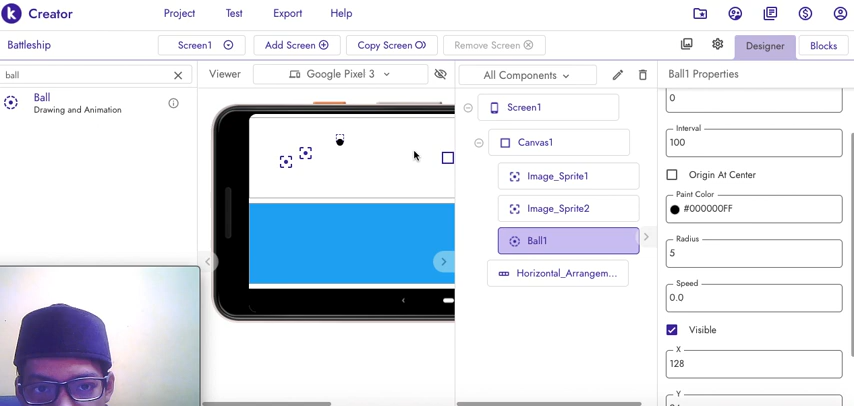 Creator
Project
Test
Export
Help
Battleship
Screen1
Add Screen
Copy Screen
Remove Screen
Designer
Blocks
ball
Viewer
Google Pixel 3
All Components
Ball1 Properties
Ball
Drawing and Animation
Screen1
Canvas1
Image_Sprite1
Image_Sprite2
Ball1
Horizontal_Arrangem...
0
Interval
100
Origin At Center
Paint Color
#000000FF
Radius
5
Speed
0.0
Visible
X
128
Y